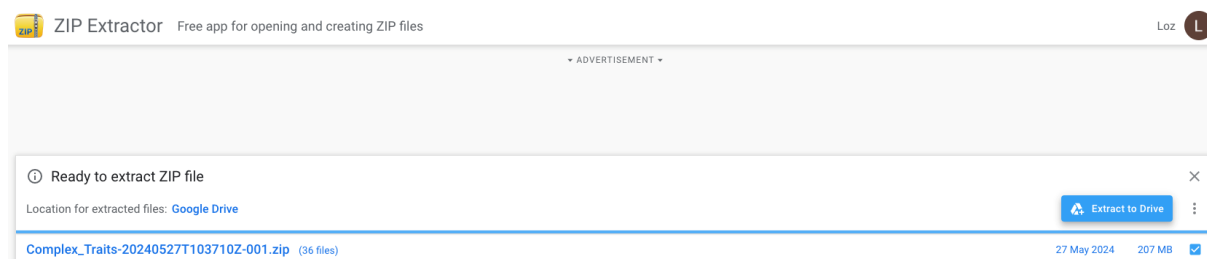 ZIP ZIP Extractor Free app for opening and creating ZIP files Loz L
▾ ADVERTISEMENT ▾
Ready to extract ZIP file
Location for extracted files: Google Drive Extract to Drive
Complex_Traits-20240527T103710Z-001.zip (36 files) 27 May 2024 207 MB